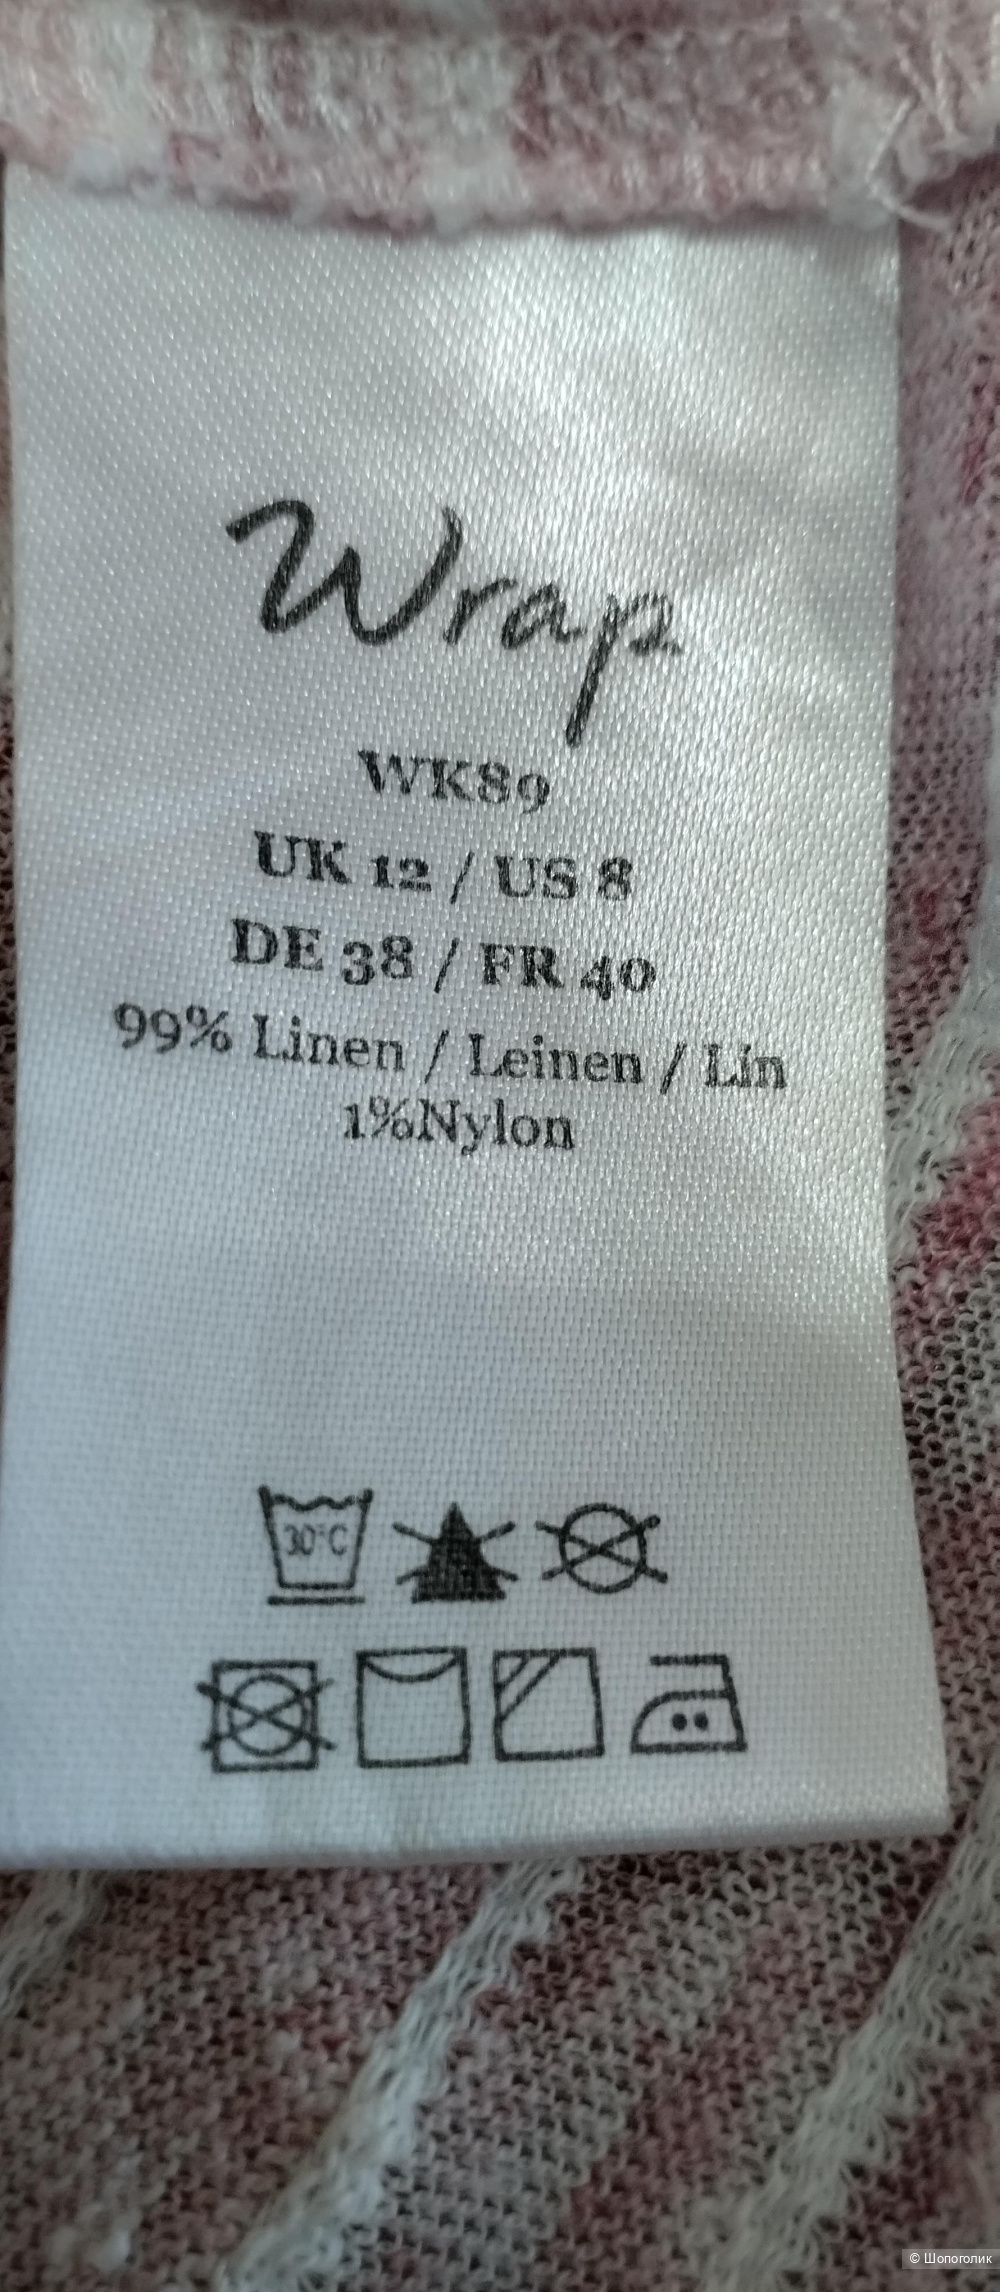 Wrap
WK89
UK 12 / US 8
DE 38 / FR 40
99% Linen / Leinen / Lin
1%Nylon
30°C
© Шопоголик